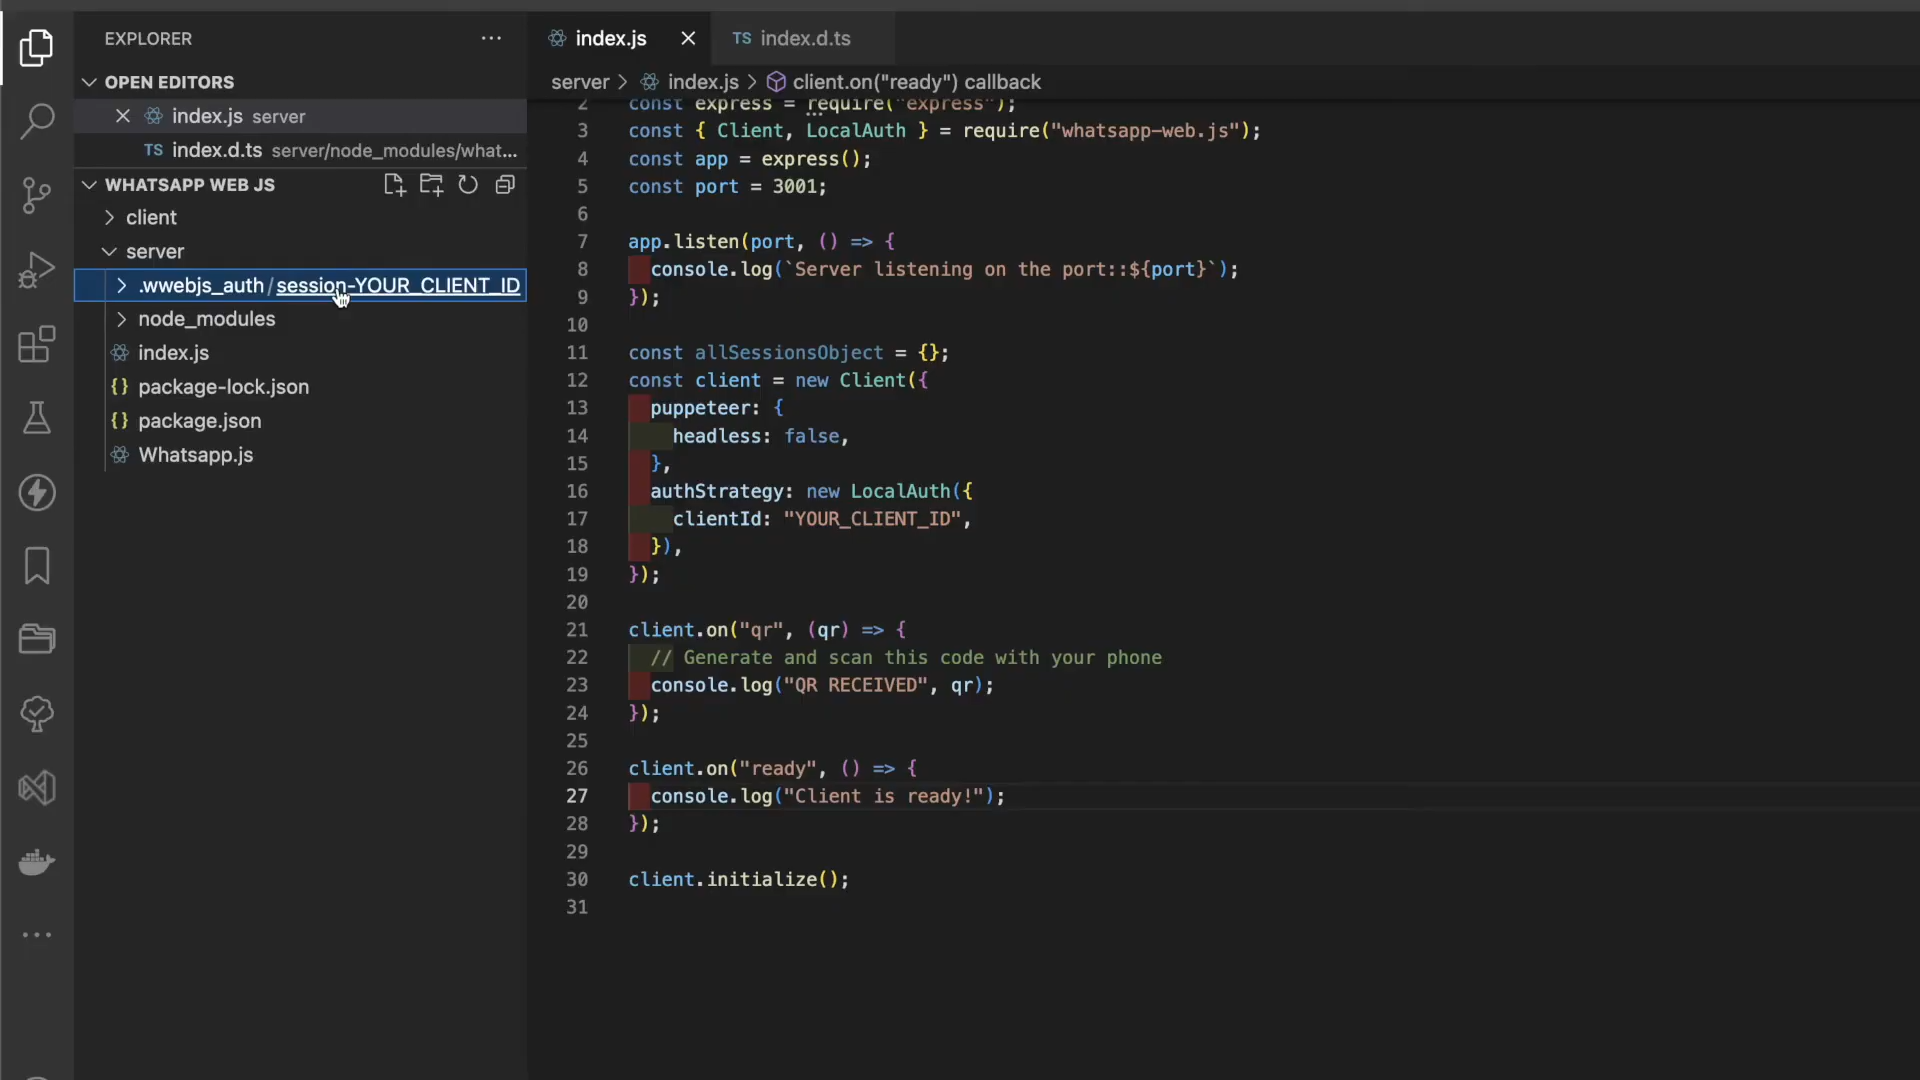 EXPLORER
OPEN EDITORS
index.js server
TS index.d.ts server/node_modules/what...
WHATSAPP WEB JS
client
server
.wwebjs_auth/session-YOUR_CLIENT_ID
node_modules
index.js
{} package-lock.json
{} package.json
Whatsapp.js
index.js
TS index.d.ts
server > index.js > client.on("ready") callback
2 const express = require("express");
3 const { Client, LocalAuth } = require("whatsapp-web.js");
4 const app = express();
5 const port = 3001;
6
7 app.listen(port, () => {
8 console.log(`Server listening on the port::${port}`);
9 });
10
11 const allSessionsObject = {};
12 const client = new Client({
13 puppeteer: {
14 headless: false,
15 },
16 authStrategy: new LocalAuth({
17 clientId: "YOUR_CLIENT_ID",
18 }),
19 });
20
21 client.on("qr", (qr) => {
22 // Generate and scan this code with your phone
23 console.log("QR RECEIVED", qr);
24 });
25
26 client.on("ready", () => {
27 console.log("Client is ready!");
28 });
29
30 client.initialize();
31